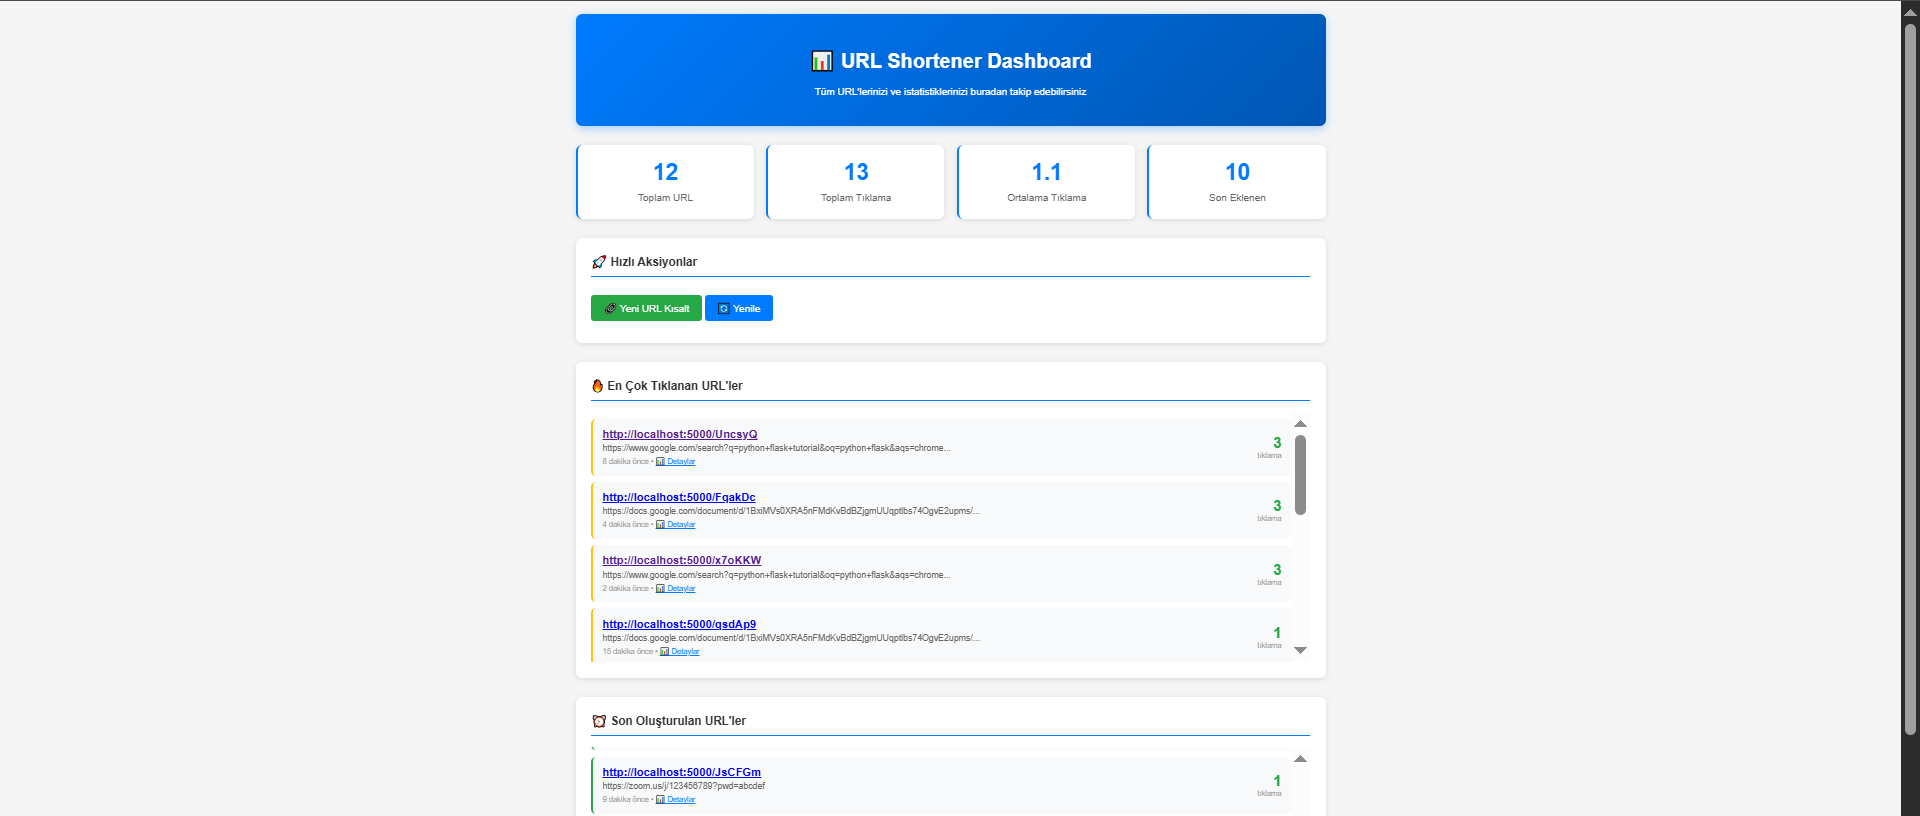 📊 URL Shortener Dashboard
Tüm URL'lerinizi ve istatistiklerinizi buradan takip edebilirsiniz
12
Toplam URL
13
Toplam Tıklama
1.1
Ortalama Tıklama
10
Son Eklenen
🚀 Hızlı Aksiyonlar
🔗 Yeni URL Kısalt
🔄 Yenile
🔥 En Çok Tıklanan URL'ler
http://localhost:5000/UncsyQ
https://www.google.com/search?q=python+flask+tutorial&oq=python+flask&aqs=chrome...
8 dakika önce • 📊 Detaylar
3
tıklama
http://localhost:5000/FqakDc
https://docs.google.com/document/d/1BxiMVs0XRA5nFMdKvBdBZjgmUUqptlbs74OgvE2upms/...
4 dakika önce • 📊 Detaylar
3
tıklama
http://localhost:5000/x7oKKW
https://www.google.com/search?q=python+flask+tutorial&oq=python+flask&aqs=chrome...
2 dakika önce • 📊 Detaylar
3
tıklama
http://localhost:5000/qsdAp9
https://docs.google.com/document/d/1BxiMVs0XRA5nFMdKvBdBZjgmUUqptlbs74OgvE2upms/...
15 dakika önce • 📊 Detaylar
1
tıklama
⏰ Son Oluşturulan URL'ler
http://localhost:5000/JsCFGm
https://zoom.us/j/123456789?pwd=abcdef
9 dakika önce • 📊 Detaylar
1
tıklama